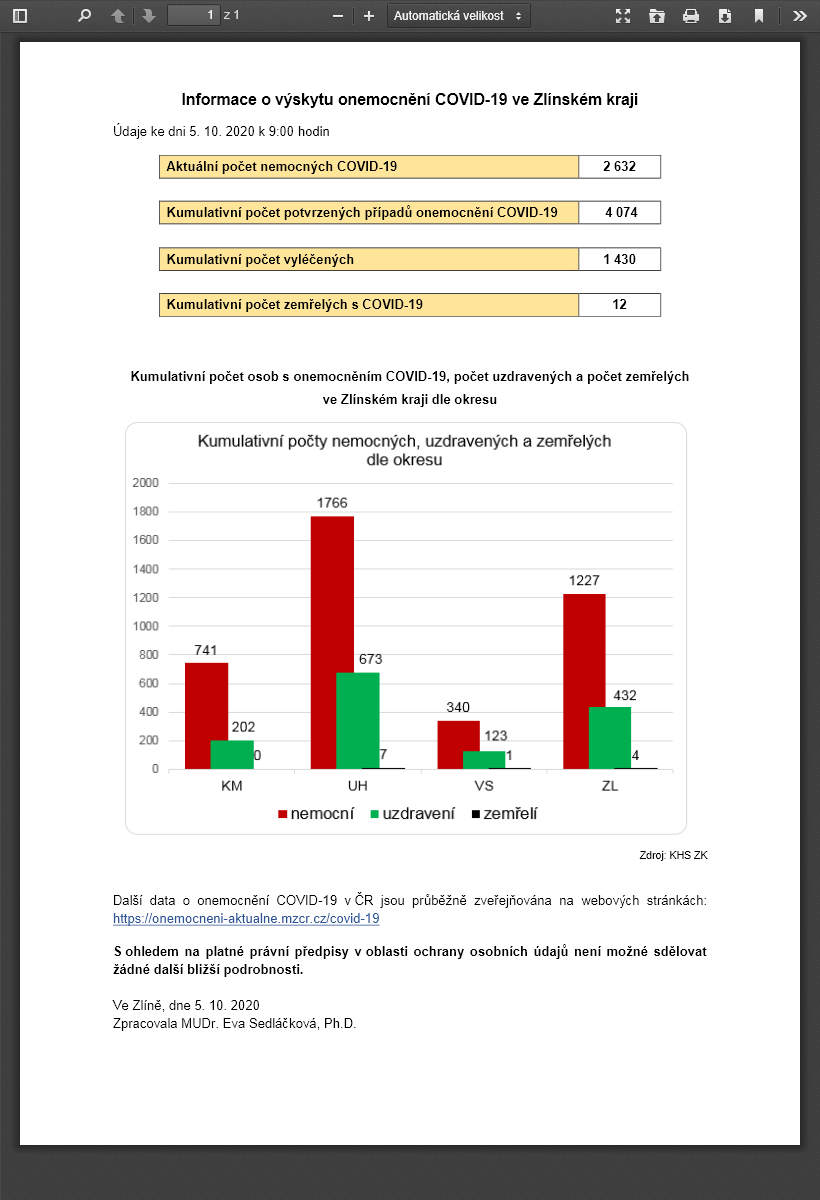 1 z 1 Automatická velikost
Informace o výskytu onemocnění COVID-19 ve Zlínském kraji
Údaje ke dni 5. 10. 2020 k 9:00 hodin
Aktuální počet nemocných COVID-19 2 632
Kumulativní počet potvrzených případů onemocnění COVID-19 4 074
Kumulativní počet vyléčených 1 430
Kumulativní počet zemřelých s COVID-19 12
Kumulativní počet osob s onemocněním COVID-19, počet uzdravených a počet zemřelých
ve Zlínském kraji dle okresu
Kumulativní počty nemocných, uzdravených a zemřelých
dle okresu
2000
1800
1600
1400
1200
1000
800
600
400
200
0
741
202
0
1766
673
7
340
123
1
1227
432
4
KM UH VS ZL
nemocní uzdravení zemřelí
Zdroj: KHS ZK
Další data o onemocnění COVID-19 v ČR jsou průběžně zveřejňována na webových stránkách:
https://onemocneni-aktualne.mzcr.cz/covid-19
S ohledem na platné právní předpisy v oblasti ochrany osobních údajů není možné sdělovat
žádné další bližší podrobnosti.
Ve Zlíně, dne 5. 10. 2020
Zpracovala MUDr. Eva Sedláčková, Ph.D.